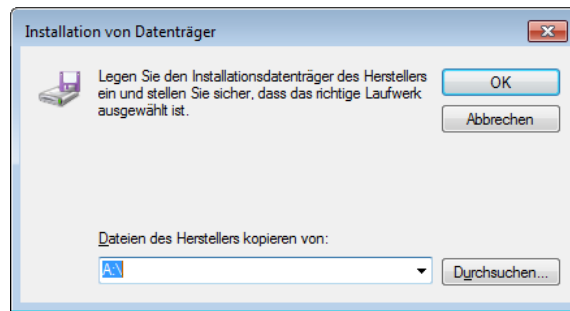 Installation von Datenträger
Legen Sie den Installationsdatenträger des Herstellers
ein und stellen Sie sicher, dass das richtige Laufwerk
ausgewählt ist.
OK
Abbrechen
Dateien des Herstellers kopieren von:
A:\
Durchsuchen...